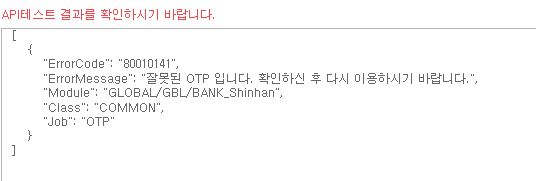 API테스트 결과를 확인하시기 바랍니다.
[
{
"ErrorCode": "80010141",
"ErrorMessage": "잘못된 OTP 입니다. 확인하신 후 다시 이용하시기 바랍니다.",
"Module": "GLOBAL/GBL/BANK_Shinhan",
"Class": "COMMON",
"Job": "OTP"
}
]